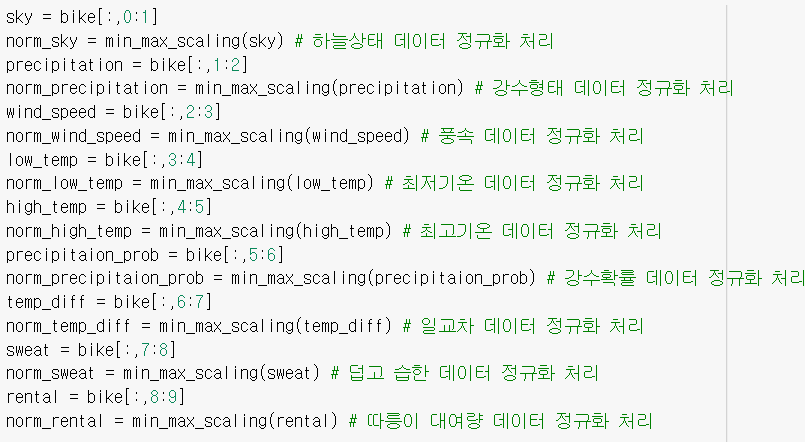 sky = bike[:,0:1]
norm_sky = min_max_scaling(sky) # 하늘상태 데이터 정규화 처리
precipitation = bike[:,1:2]
norm_precipitation = min_max_scaling(precipitation) # 강수형태 데이터 정규화 처리
wind_speed = bike[:,2:3]
norm_wind_speed = min_max_scaling(wind_speed) # 풍속 데이터 정규화 처리
low_temp = bike[:,3:4]
norm_low_temp = min_max_scaling(low_temp) # 최저기온 데이터 정규화 처리
high_temp = bike[:,4:5]
norm_high_temp = min_max_scaling(high_temp) # 최고기온 데이터 정규화 처리
precipitaion_prob = bike[:,5:6]
norm_precipitaion_prob = min_max_scaling(precipitaion_prob) # 강수확률 데이터 정규화 처리
temp_diff = bike[:,6:7]
norm_temp_diff = min_max_scaling(temp_diff) # 일교차 데이터 정규화 처리
sweat = bike[:,7:8]
norm_sweat = min_max_scaling(sweat) # 덥고 습한 데이터 정규화 처리
rental = bike[:,8:9]
norm_rental = min_max_scaling(rental) # 따릉이 대여량 데이터 정규화 처리